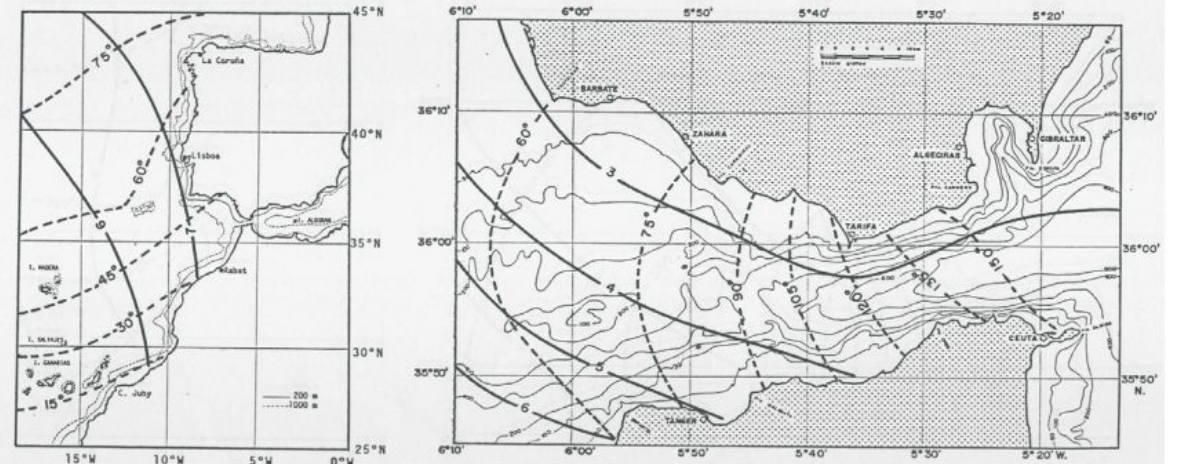 45°N
75°
La Coruña
40°N
Lisboa
60°
I. ALBORAN
35°N
I. MADERA
45°
Rabat
30°
I. SALVAJES
30°N
I. CANARIAS
15°
C. Juby
200 m
1000 m
25°N
15°W
10°W
5°W
0°W
6°00'
5°50'
5°40'
5°30'
5°20'
BARBATE
36°10'
36°10'
60°
ZAHARA
GIBRALTAR
ALGECIRAS
3
TARIFA
75°
36°00'
36°00'
90°
105°
120°
135°
150°
4
CEUTA
5
35°50'
35°50'
N.
6
TANGER
6°10'
6°00'
5°50'
5°40'
5°30'
5°20'W.